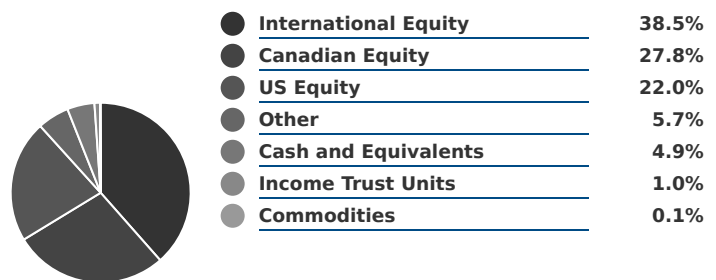 International Equity 38.5%
Canadian Equity 27.8%
US Equity 22.0%
Other 5.7%
Cash and Equivalents 4.9%
Income Trust Units 1.0%
Commodities 0.1%